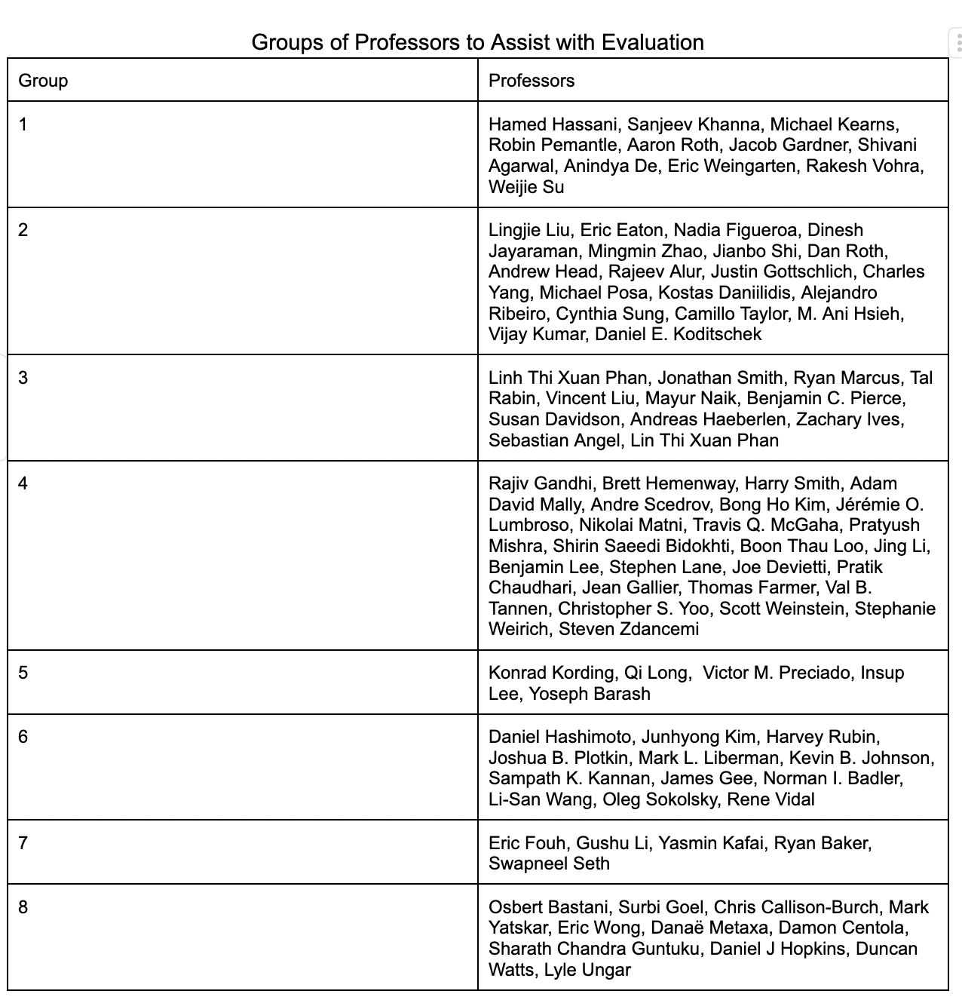 Groups of Professors to Assist with Evaluation
Group
Professors
1
Hamed Hassani, Sanjeev Khanna, Michael Kearns,
Robin Pemantle, Aaron Roth, Jacob Gardner, Shivani
Agarwal, Anindya De, Eric Weingarten, Rakesh Vohra,
Weijie Su
2
Lingjie Liu, Eric Eaton, Nadia Figueroa, Dinesh
Jayaraman, Mingmin Zhao, Jianbo Shi, Dan Roth,
Andrew Head, Rajeev Alur, Justin Gottschlich, Charles
Yang, Michael Posa, Kostas Daniilidis, Alejandro
Ribeiro, Cynthia Sung, Camillo Taylor, M. Ani Hsieh,
Vijay Kumar, Daniel E. Koditschek
3
Linh Thi Xuan Phan, Jonathan Smith, Ryan Marcus, Tal
Rabin, Vincent Liu, Mayur Naik, Benjamin C. Pierce,
Susan Davidson, Andreas Haeberlen, Zachary Ives,
Sebastian Angel, Lin Thi Xuan Phan
4
Rajiv Gandhi, Brett Hemenway, Harry Smith, Adam
David Mally, Andre Scedrov, Bong Ho Kim, Jérémie O.
Lumbroso, Nikolai Matni, Travis Q. McGaha, Pratyush
Mishra, Shirin Saeedi Bidokhti, Boon Thau Loo, Jing Li,
Benjamin Lee, Stephen Lane, Joe Devietti, Pratik
Chaudhari, Jean Gallier, Thomas Farmer, Val B.
Tannen, Christopher S. Yoo, Scott Weinstein, Stephanie
Weirich, Steven Zdancemi
5
Konrad Kording, Qi Long,  Victor M. Preciado, Insup
Lee, Yoseph Barash
6
Daniel Hashimoto, Junhyong Kim, Harvey Rubin,
Joshua B. Plotkin, Mark L. Liberman, Kevin B. Johnson,
Sampath K. Kannan, James Gee, Norman I. Badler,
Li-San Wang, Oleg Sokolsky, Rene Vidal
7
Eric Fouh, Gushu Li, Yasmin Kafai, Ryan Baker,
Swapneel Seth
8
Osbert Bastani, Surbi Goel, Chris Callison-Burch, Mark
Yatskar, Eric Wong, Danaë Metaxa, Damon Centola,
Sharath Chandra Guntuku, Daniel J Hopkins, Duncan
Watts, Lyle Ungar